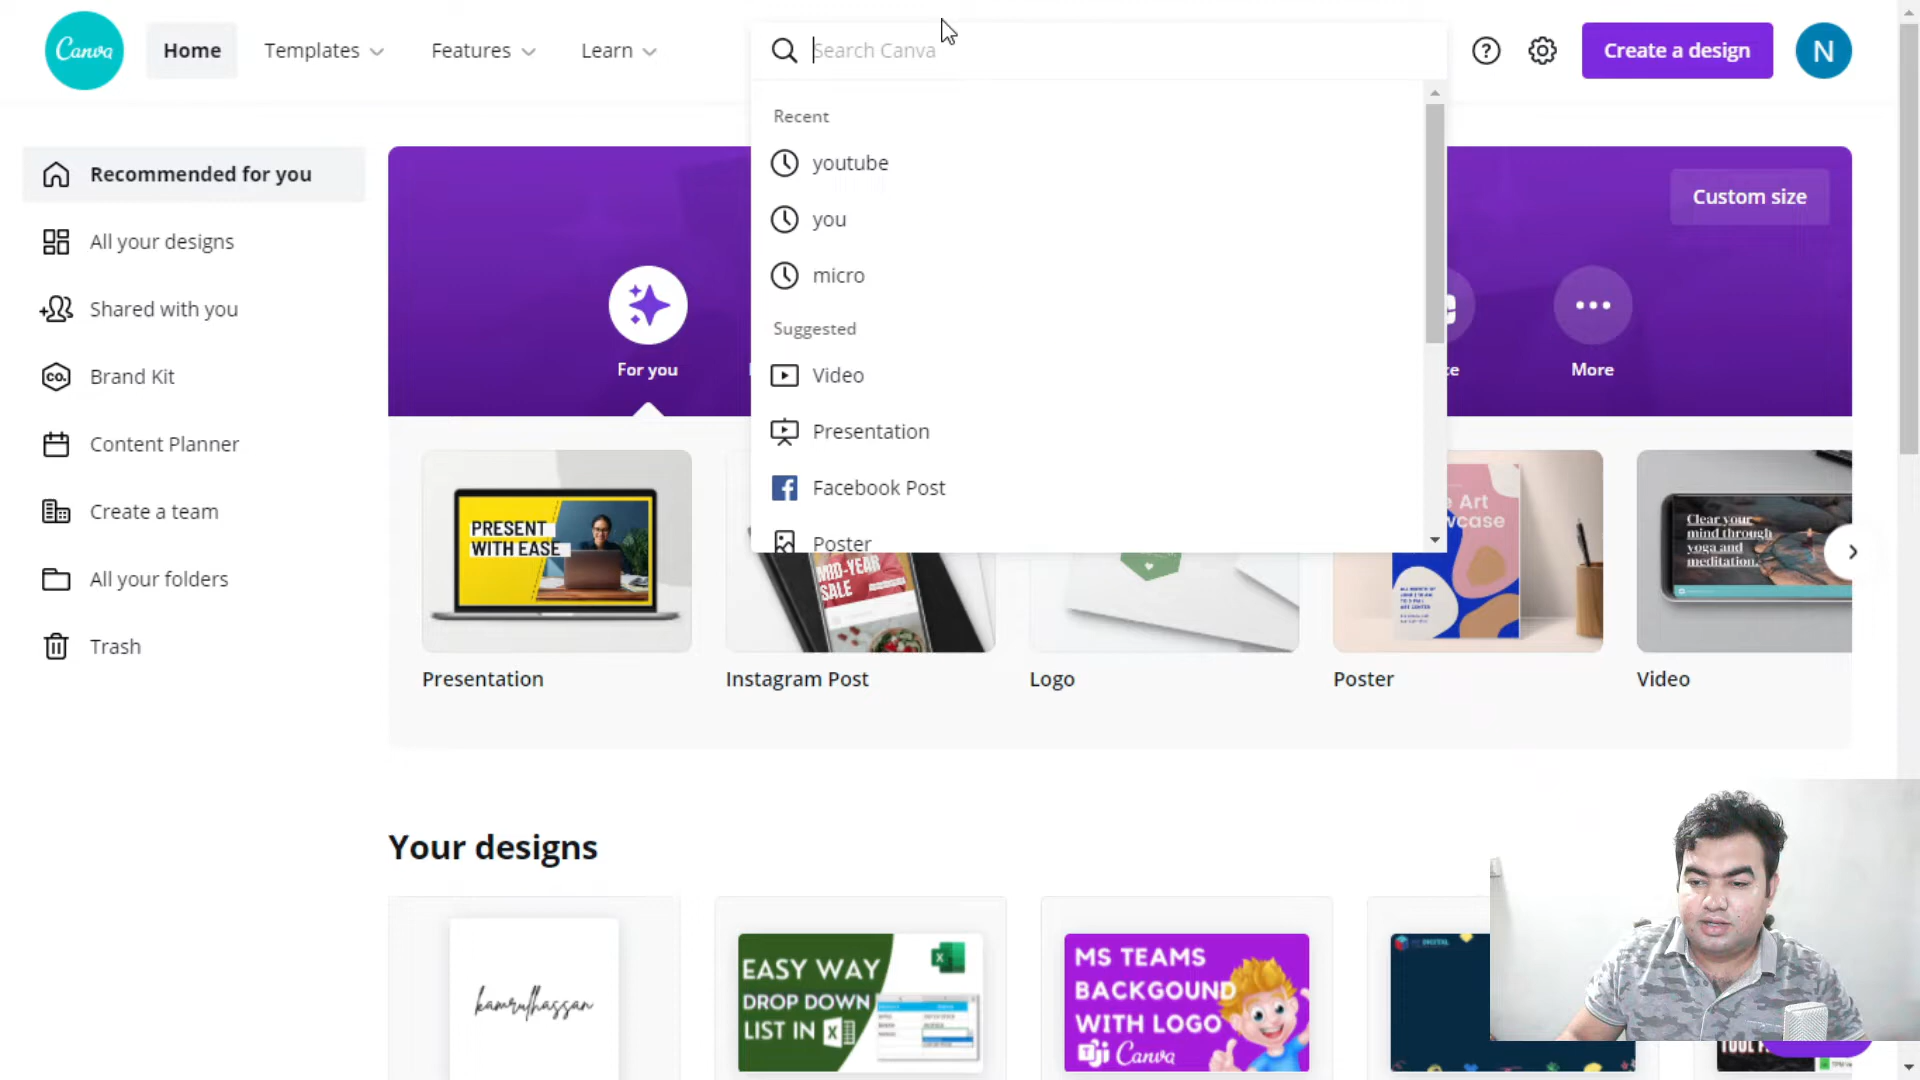 Canva
Home
Templates
Features
Learn
Search Canva
Create a design
N
Recent
youtube
you
micro
Suggested
Video
Presentation
Facebook Post
Poster
Recommended for you
All your designs
Shared with you
Brand Kit
Content Planner
Create a team
All your folders
Trash
Custom size
For you
More
PRESENT
WITH EASE
MID-YEAR
SALE
Clear your
mind through
yoga and
meditation.
Presentation
Instagram Post
Logo
Poster
Video
Your designs
kamrulhassan
EASY WAY
DROP DOWN
LIST IN
MS TEAMS
BACKGOUND
WITH LOGO
Canva
DIGITAL